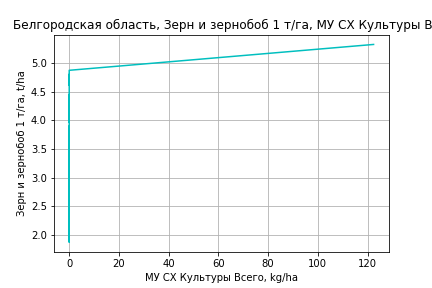 Белгородская область, Зерн и зернобоб 1 т/га, МУ СХ Культуры В
5.0
4.5
4.0
3.5
3.0
2.5
2.0
Зерн и зернобоб 1 т/га, t/ha
0 20 40 60 80 100 120
МУ СХ Культуры Всего, kg/ha